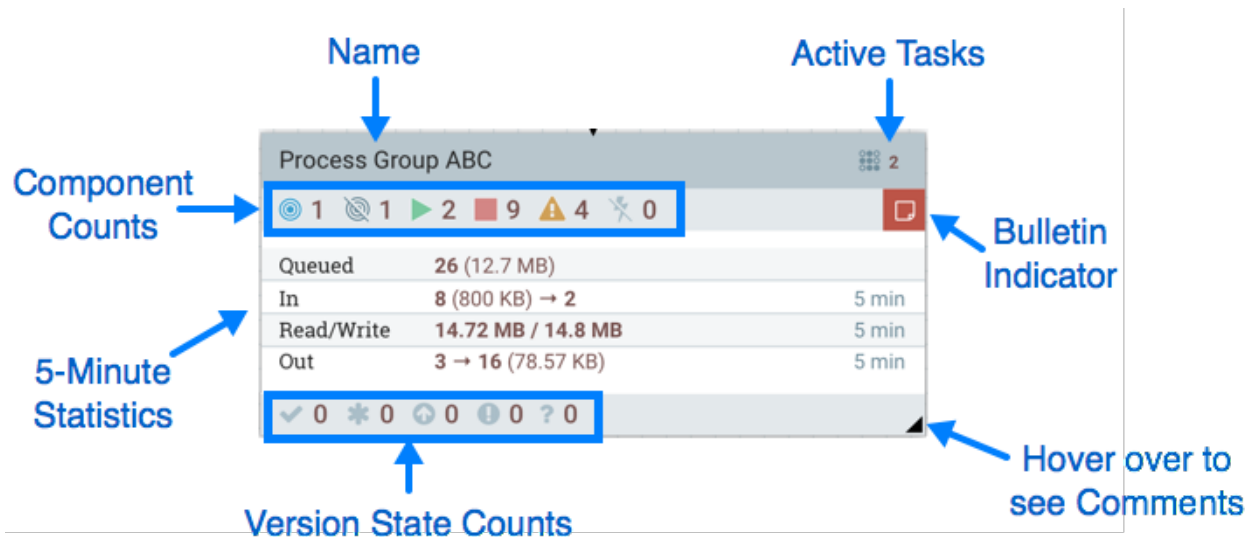 Name
Active Tasks
Process Group ABC
2
Component
Counts
1 1 2 9 4 0
Bulletin
Indicator
Queued 26 (12.7 MB)
In 8 (800 KB) → 2 5 min
Read/Write 14.72 MB / 14.8 MB 5 min
Out 3 → 16 (78.57 KB) 5 min
5-Minute
Statistics
0 0 0 0 ? 0
Hover over to
see Comments
Version State Counts